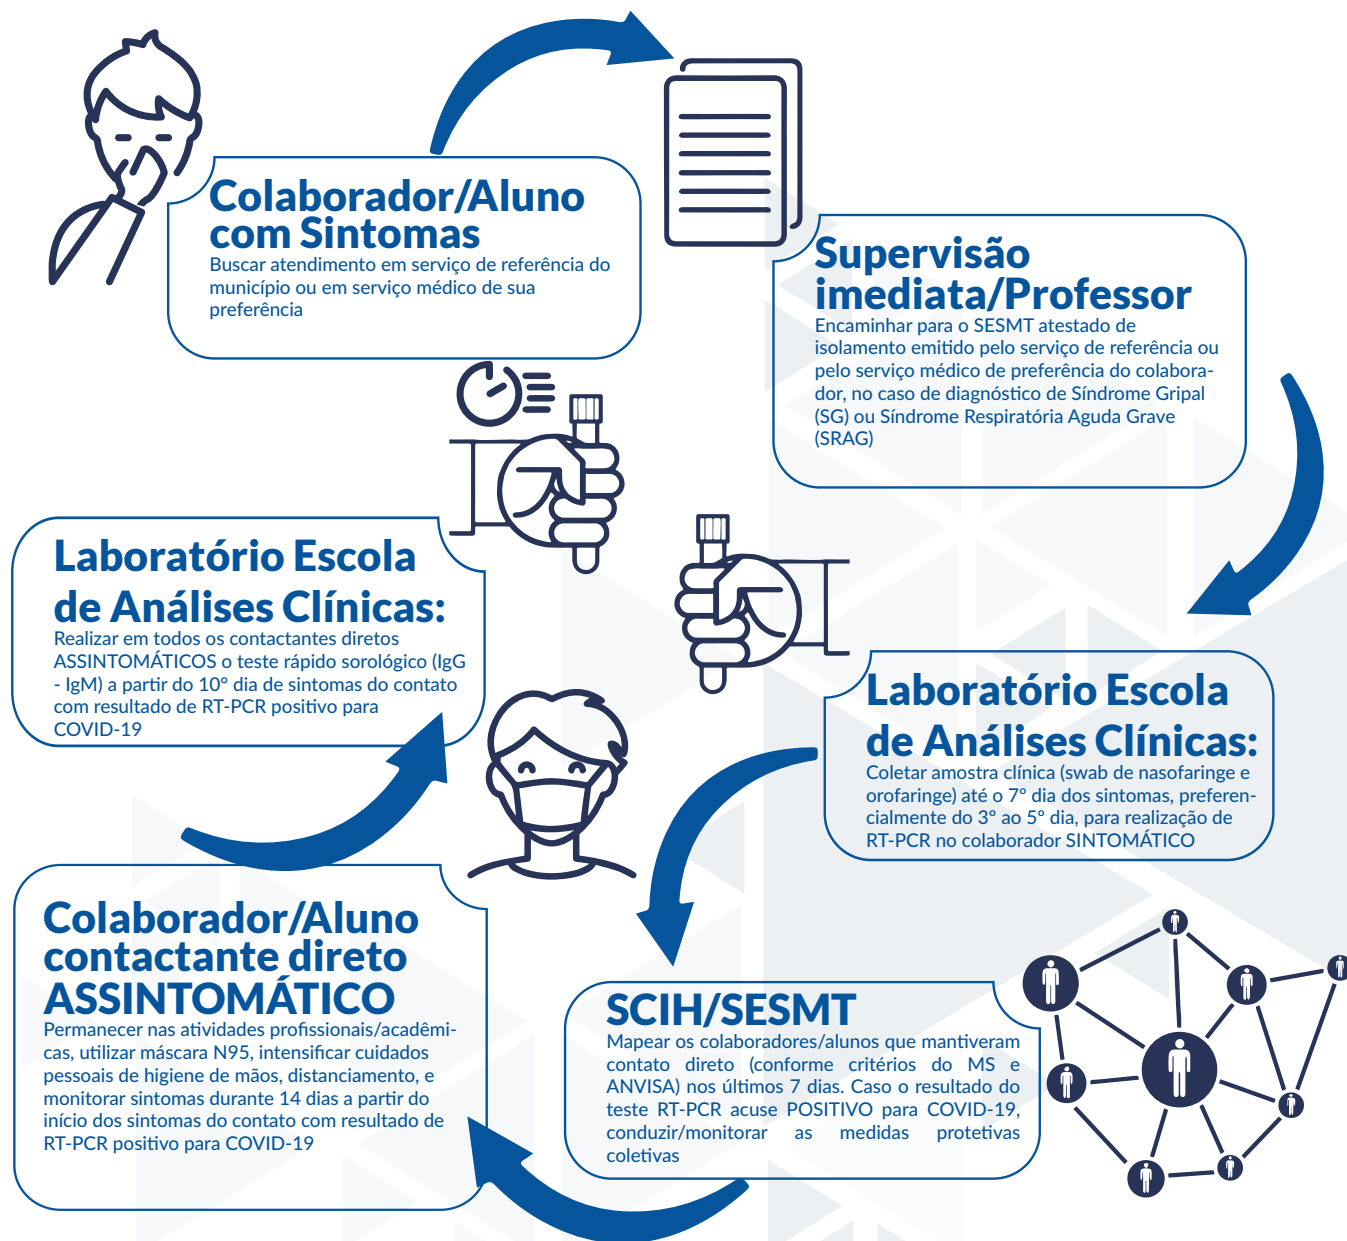 Colaborador/Aluno
com Sintomas
Buscar atendimento em serviço de referência do
município ou em serviço médico de sua
preferência
Supervisão
imediata/Professor
Encaminhar para o SESMT atestado de
isolamento emitido pelo serviço de referência ou
pelo serviço médico de preferência do colabora-
dor, no caso de diagnóstico de Síndrome Gripal
(SG) ou Síndrome Respiratória Aguda Grave
(SRAG)
Laboratório Escola
de Análises Clínicas:
Coletar amostra clínica (swab de nasofaringe e
orofaringe) até o 7º dia dos sintomas, preferen-
cialmente do 3º ao 5º dia, para realização de
RT-PCR no colaborador SINTOMÁTICO
SCIH/SESMT
Mapear os colaboradores/alunos que mantiveram
contato direto (conforme critérios do MS e
ANVISA) nos últimos 7 dias. Caso o resultado do
teste RT-PCR acuse POSITIVO para COVID-19,
conduzir/monitorar as medidas protetivas
coletivas
Colaborador/Aluno
contactante direto
ASSINTOMÁTICO
Permanecer nas atividades profissionais/acadêmi-
cas, utilizar máscara N95, intensificar cuidados
pessoais de higiene de mãos, distanciamento, e
monitorar sintomas durante 14 dias a partir do
início dos sintomas do contato com resultado de
RT-PCR positivo para COVID-19
Laboratório Escola
de Análises Clínicas:
Realizar em todos os contactantes diretos
ASSINTOMÁTICOS o teste rápido sorológico (IgG
- IgM) a partir do 10º dia de sintomas do contato
com resultado de RT-PCR positivo para
COVID-19